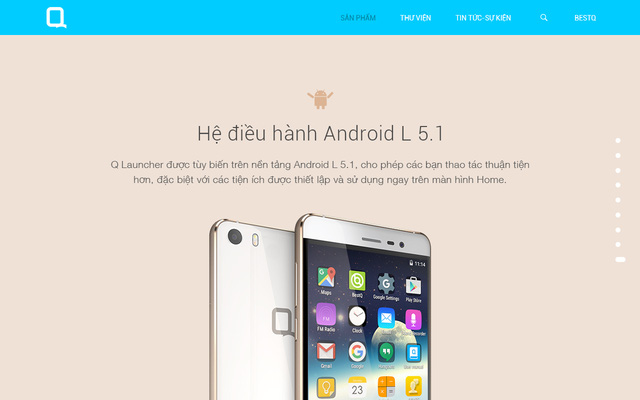 Q
SẢN PHẨM THƯ VIỆN TIN TỨC-SỰ KIỆN BESTQ
Hệ điều hành Android L 5.1
Q Launcher được tùy biến trên nền tảng Android L 5.1, cho phép các bạn thao tác thuận tiện
hơn, đặc biệt với các tiện ích được thiết lập và sử dụng ngay trên màn hình Home.
11:14
Maps BestQ Google Settings Play Store
FM Radio Clock Email
Gmail
23